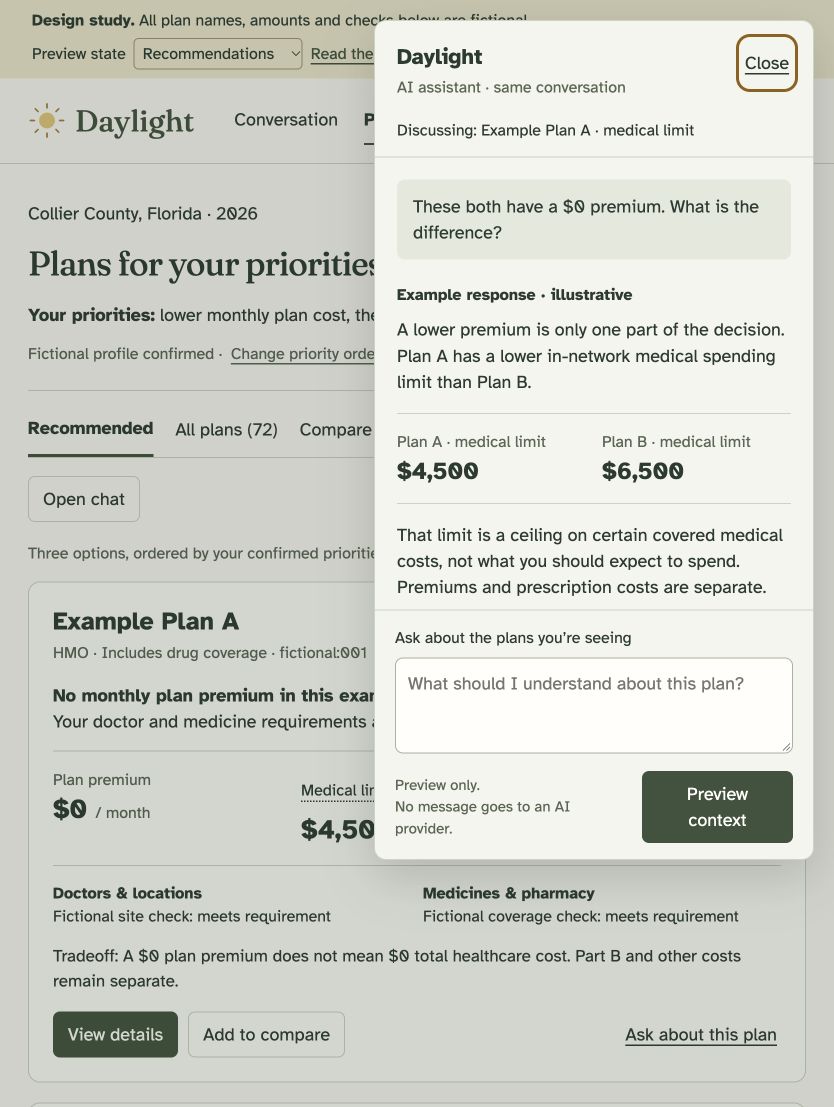 Design study. All plan names, amounts and checks below are fictional.
Preview state Recommendations Read the
Daylight
Conversation
Collier County, Florida · 2026
Plans for your priorities
Your priorities: lower monthly plan cost, the
Fictional profile confirmed · Change priority orde
Recommended All plans (72) Compare
Open chat
Three options, ordered by your confirmed prioritie
Example Plan A
HMO · Includes drug coverage · fictional:001
No monthly plan premium in this exam
Your doctor and medicine requirements a
Plan premium
$0 / month
Medical lim
$4,50
Doctors & locations
Fictional site check: meets requirement
Medicines & pharmacy
Fictional coverage check: meets requirement
Tradeoff: A $0 plan premium does not mean $0 total healthcare cost. Part B and other costs
remain separate.
View details Add to compare Ask about this plan
Daylight
Close
AI assistant · same conversation
Discussing: Example Plan A · medical limit
These both have a $0 premium. What is the
difference?
Example response · illustrative
A lower premium is only one part of the decision.
Plan A has a lower in-network medical spending
limit than Plan B.
Plan A · medical limit
$4,500
Plan B · medical limit
$6,500
That limit is a ceiling on certain covered medical
costs, not what you should expect to spend.
Premiums and prescription costs are separate.
Ask about the plans you’re seeing
What should I understand about this plan?
Preview only.
No message goes to an AI
provider.
Preview
context